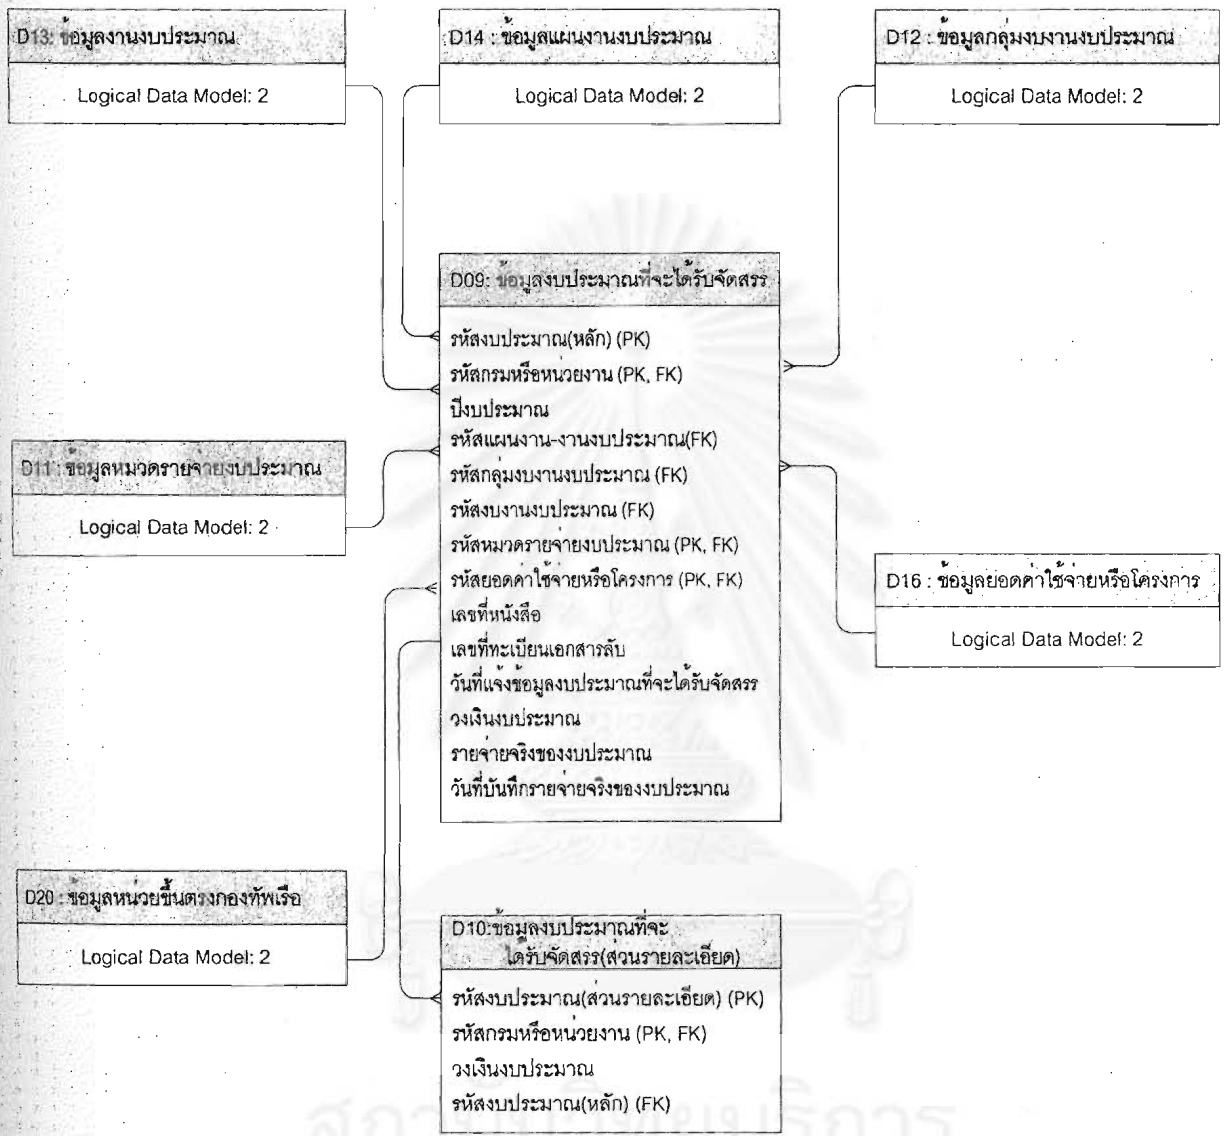 D13: ข้อมูลงานงบประมาณ
Logical Data Model: 2
D14 : ข้อมูลแผนงานงบประมาณ
Logical Data Model: 2
D12 : ข้อมูลกลุ่มงบงานงบประมาณ
Logical Data Model: 2
D09: ข้อมูลงบประมาณที่จะได้รับจัดสรร
รหัสงบประมาณ(หลัก) (PK)
รหัสกรมหรือหน่วยงาน (PK, FK)
ปีงบประมาณ
รหัสแผนงาน-งานงบประมาณ(FK)
รหัสกลุ่มงบงานงบประมาณ (FK)
รหัสงบงานงบประมาณ (FK)
รหัสหมวดรายจ่ายงบประมาณ (PK, FK)
รหัสยอดค่าใช้จ่ายหรือโครงการ (PK, FK)
เลขที่หนังสือ
เลขที่ทะเบียนเอกสารลับ
วันที่แจ้งข้อมูลงบประมาณที่จะได้รับจัดสรร
วงเงินงบประมาณ
รายจ่ายจริงของงบประมาณ
วันที่บันทึกรายจ่ายจริงของงบประมาณ
D11 : ข้อมูลหมวดรายจ่ายงบประมาณ
Logical Data Model: 2
D16 : ข้อมูลยอดค่าใช้จ่ายหรือโครงการ
Logical Data Model: 2
D20 : ข้อมูลหน่วยขึ้นตรงกองทัพเรือ
Logical Data Model: 2
D10:ข้อมูลงบประมาณที่จะ
ได้รับจัดสรร(ส่วนรายละเอียด)
รหัสงบประมาณ(ส่วนรายละเอียด) (PK)
รหัสกรมหรือหน่วยงาน (PK, FK)
วงเงินงบประมาณ
รหัสงบประมาณ(หลัก) (FK)
สถาบันวิทยบริการ